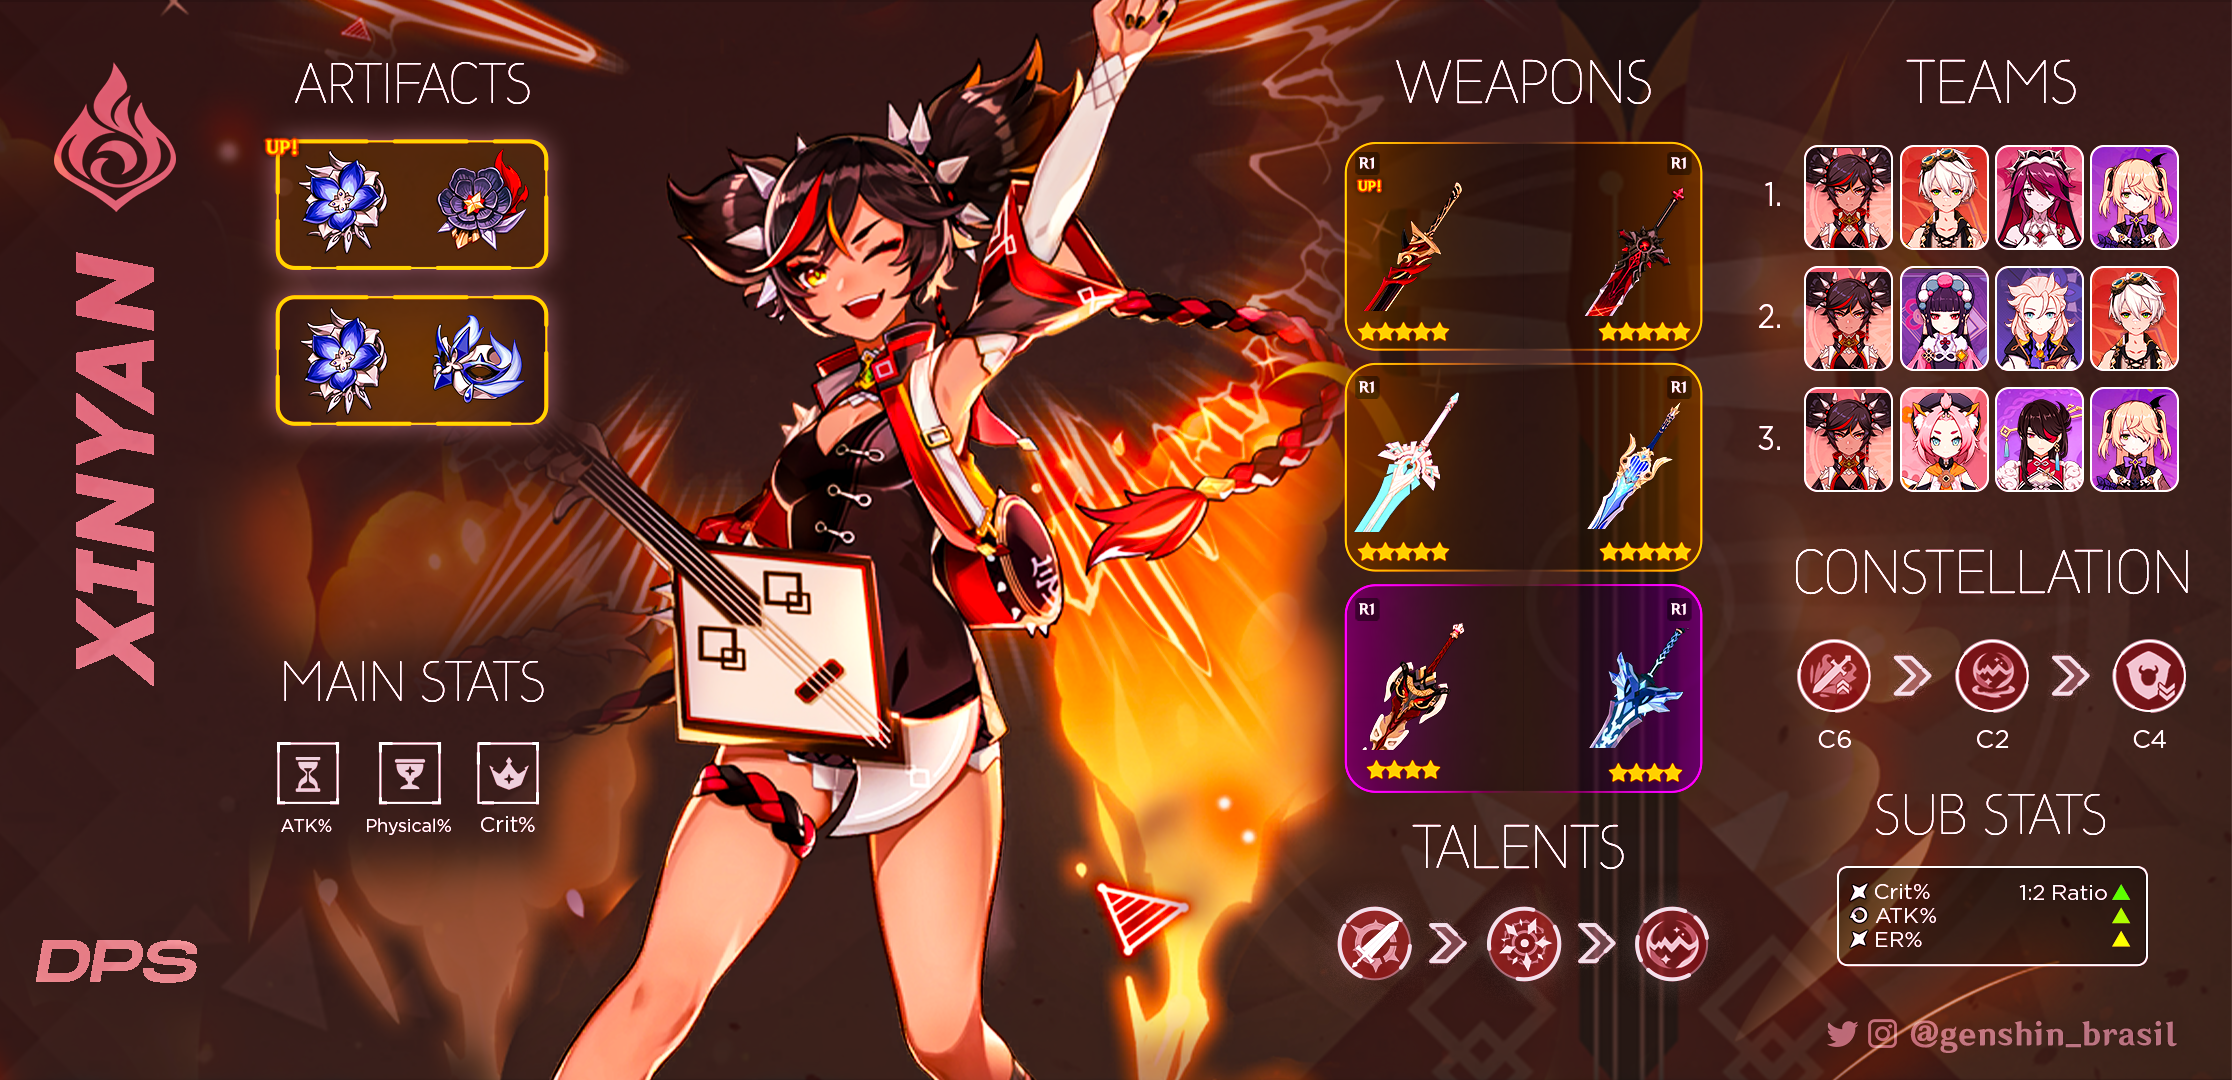 XINYAN
DPS
ARTIFACTS
UP!
MAIN STATS
ATK%
Physical%
Crit%
WEAPONS
R1
R1
UP!
R1
R1
R1
R1
TALENTS
TEAMS
1.
2.
3.
CONSTELLATION
C6
C2
C4
SUB STATS
Crit% 1:2 Ratio
ATK%
ER%
@genshin_brasil